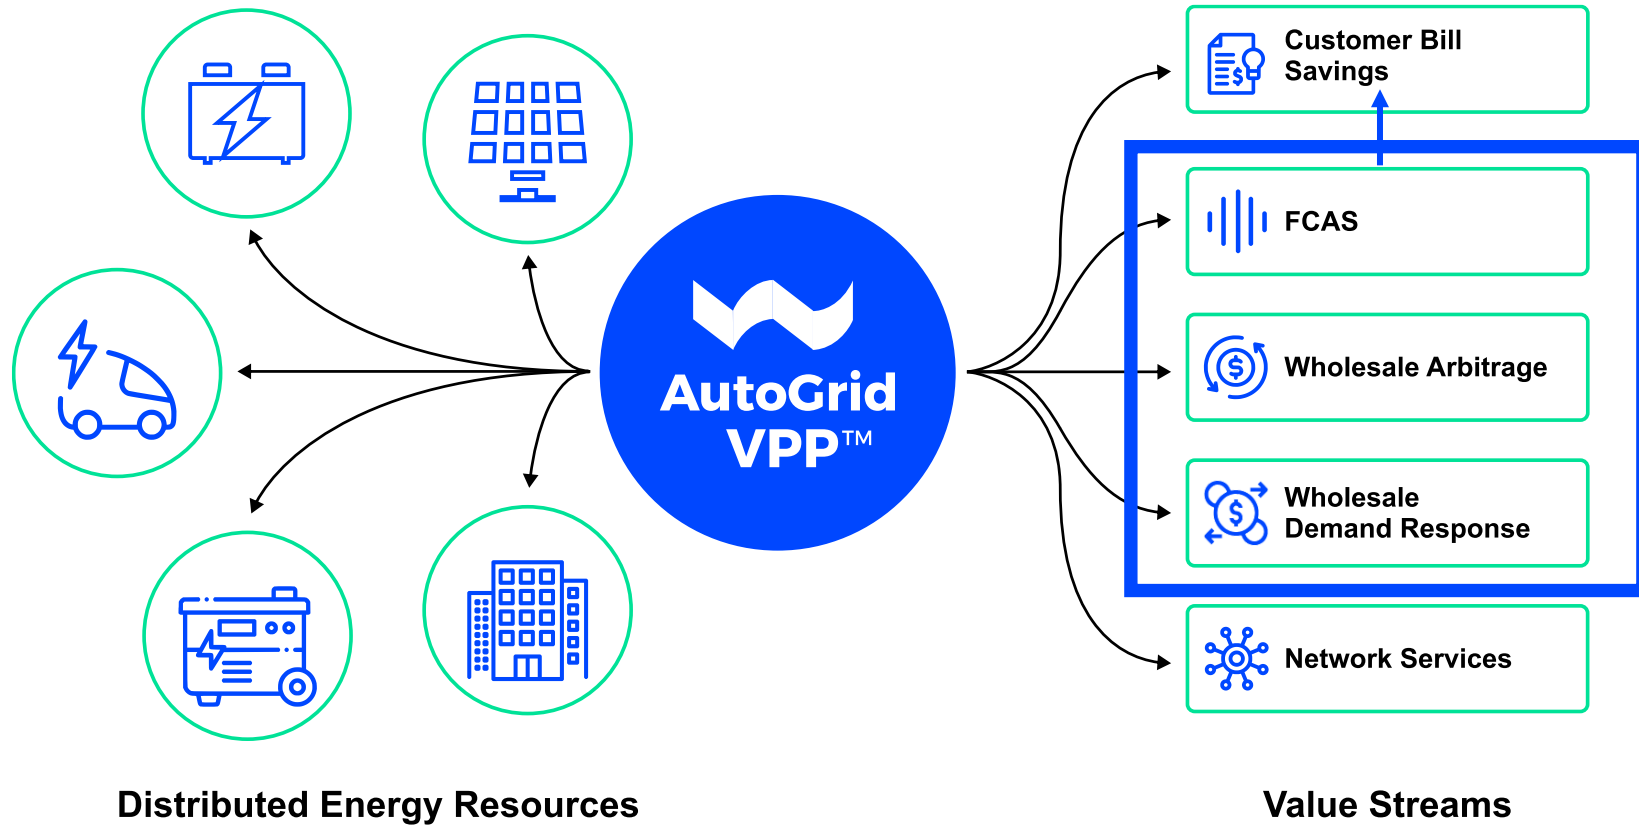 Customer Bill
Savings
FCAS
AutoGrid
VPP™
Wholesale Arbitrage
Wholesale
Demand Response
Network Services
Distributed Energy Resources
Value Streams